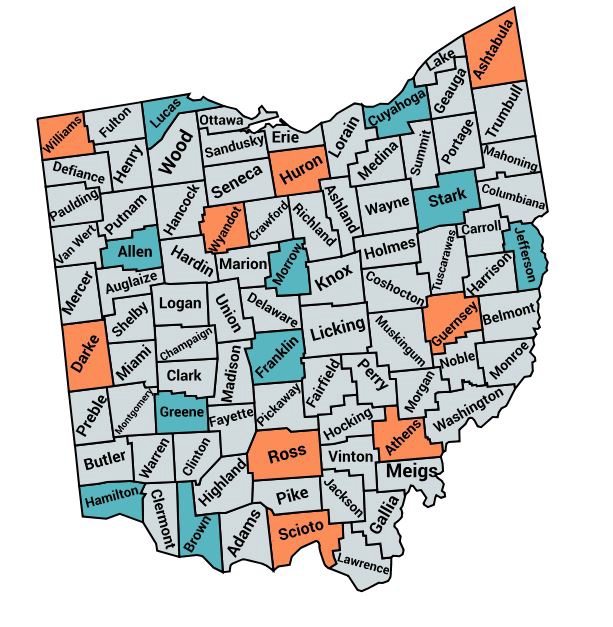 Ashtabula
Lake
Geauga
Williams
Fulton
Lucas
Ottawa
Erie
Cuyahoga
Trumbull
Wood
Sandusky
Lorain
Medina
Summit
Portage
Mahoning
Defiance
Henry
Seneca
Huron
Paulding
Putnam
Hancock
Wyandot
Crawford
Richland
Ashland
Wayne
Stark
Columbiana
Van Wert
Allen
Hardin
Marion
Morrow
Knox
Holmes
Tuscarawas
Carroll
Jefferson
Harrison
Mercer
Auglaize
Logan
Union
Delaware
Coshocton
Shelby
Champaign
Licking
Muskingum
Guernsey
Belmont
Darke
Miami
Clark
Madison
Franklin
Fairfield
Perry
Noble
Monroe
Preble
Montgomery
Greene
Fayette
Pickaway
Hocking
Morgan
Washington
Athens
Butler
Warren
Clinton
Ross
Vinton
Meigs
Hamilton
Clermont
Brown
Highland
Adams
Pike
Jackson
Gallia
Scioto
Lawrence